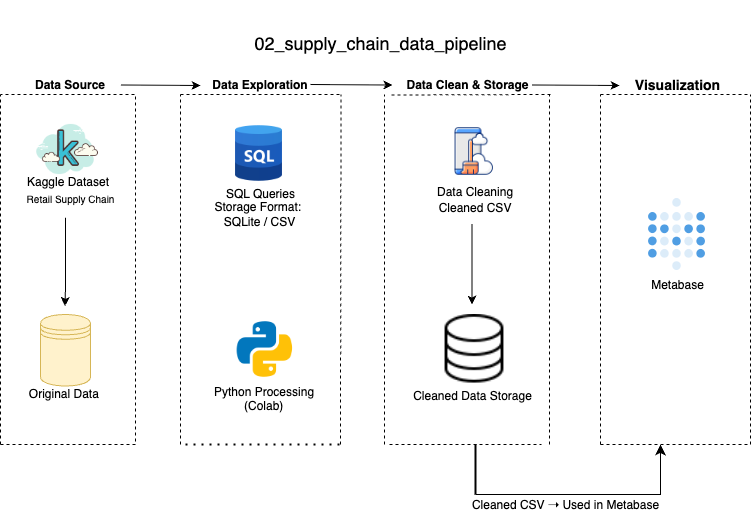 02_supply_chain_data_pipeline
Data Source
Data Exploration
Data Clean & Storage
Visualization
k
Kaggle Dataset
Retail Supply Chain
Original Data
SQL
SQL Queries
Storage Format:
SQLite / CSV
Python Processing
(Colab)
Data Cleaning
Cleaned CSV
Cleaned Data Storage
Metabase
Cleaned CSV → Used in Metabase